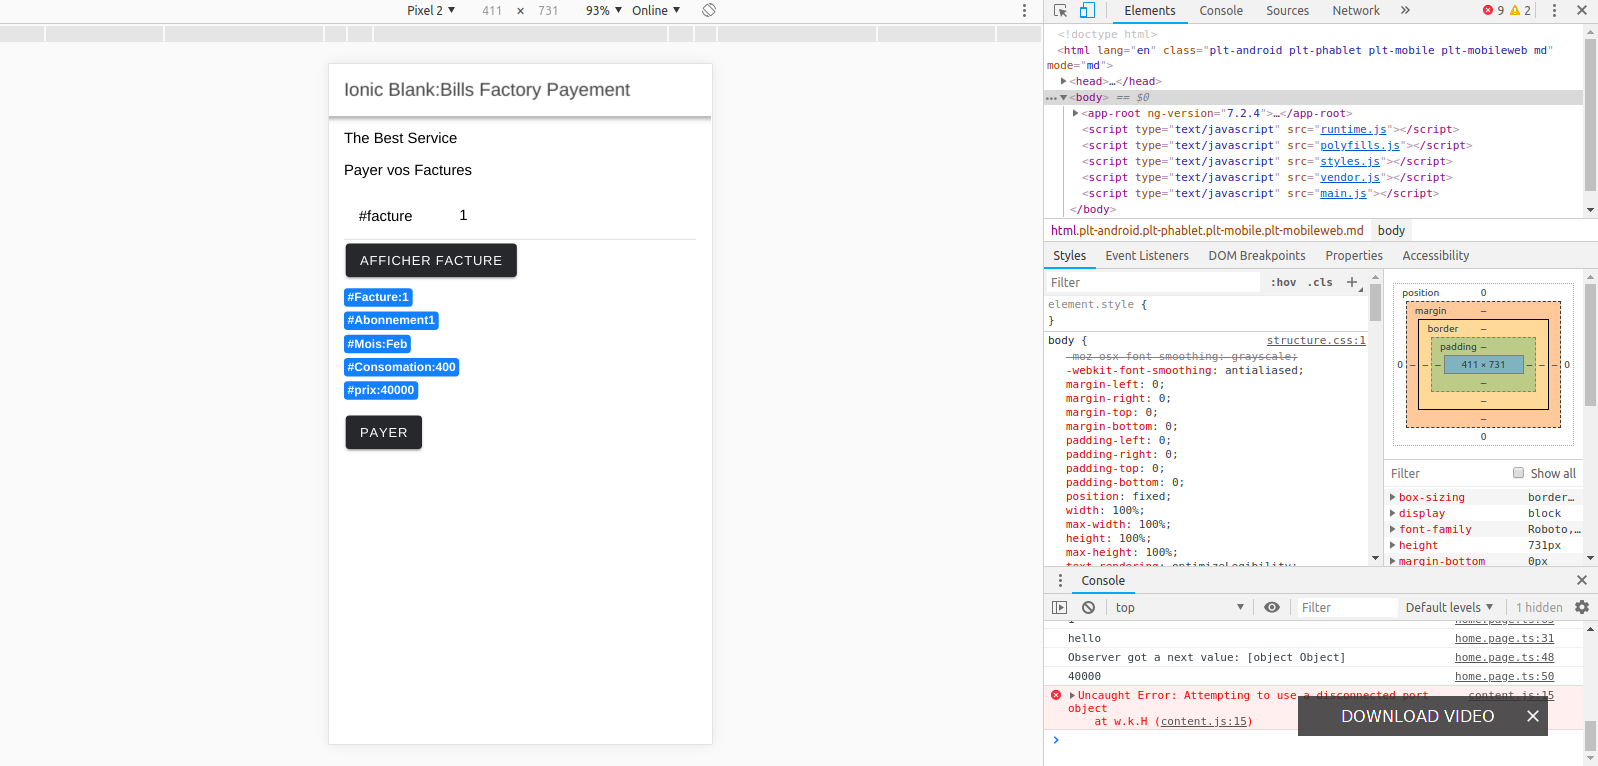 Pixel 2 ▼ 411 × 731 93% ▼ Online ▼
Ionic Blank:Bills Factory Payement
The Best Service
Payer vos Factures
#facture 1
AFFICHER FACTURE
#Facture:1
#Abonnement1
#Mois:Feb
#Consomation:400
#prix:40000
PAYER
Elements Console Sources Network » 9 2
<!doctype html>
<html lang="en" class="plt-android plt-phablet plt-mobile plt-mobileweb md"
mode="md">
<head>…</head>
<body> == $0
<app-root ng-version="7.2.4">…</app-root>
<script type="text/javascript" src="runtime.js"></script>
<script type="text/javascript" src="polyfills.js"></script>
<script type="text/javascript" src="styles.js"></script>
<script type="text/javascript" src="vendor.js"></script>
<script type="text/javascript" src="main.js"></script>
</body>
html.plt-android.plt-phablet.plt-mobile.plt-mobileweb.md body
Styles Event Listeners DOM Breakpoints Properties Accessibility
Filter :hov .cls +
element.style {
}
body { structure.css:1
-moz-osx-font-smoothing: grayscale;
-webkit-font-smoothing: antialiased;
margin-left: 0;
margin-right: 0;
margin-top: 0;
margin-bottom: 0;
padding-left: 0;
padding-right: 0;
padding-top: 0;
padding-bottom: 0;
position: fixed;
width: 100%;
max-width: 100%;
height: 100%;
max-height: 100%;
text-rendering: optimizeLegibility;
position 0
margin –
border –
padding –
0 – – – 411 × 731 – – – 0
–
–
–
0
Filter Show all
box-sizing border…
display block
font-family Roboto,…
height 731px
margin-bottom 0px
Console
top ▼ Filter Default levels ▼ 1 hidden
hello home.page.ts:31
Observer got a next value: [object Object] home.page.ts:48
40000 home.page.ts:50
Uncaught Error: Attempting to use a disconnected port content.js:15
object
at w.k.H (content.js:15)
DOWNLOAD VIDEO ×